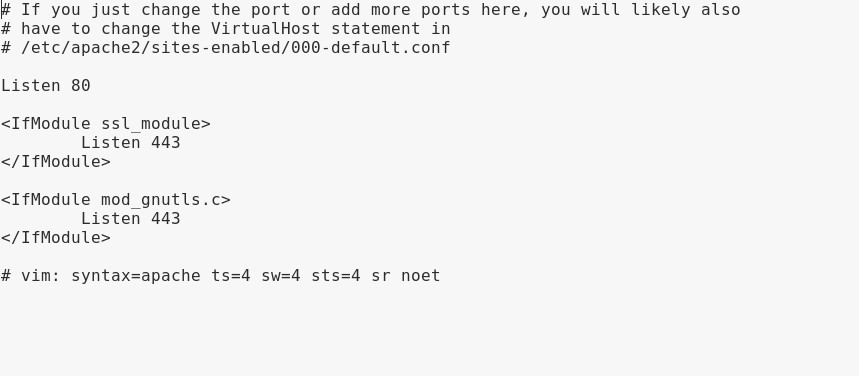 # If you just change the port or add more ports here, you will likely also
# have to change the VirtualHost statement in
# /etc/apache2/sites-enabled/000-default.conf
Listen 80
<IfModule ssl_module>
Listen 443
</IfModule>
<IfModule mod_gnutls.c>
Listen 443
</IfModule>
# vim: syntax=apache ts=4 sw=4 sts=4 sr noet